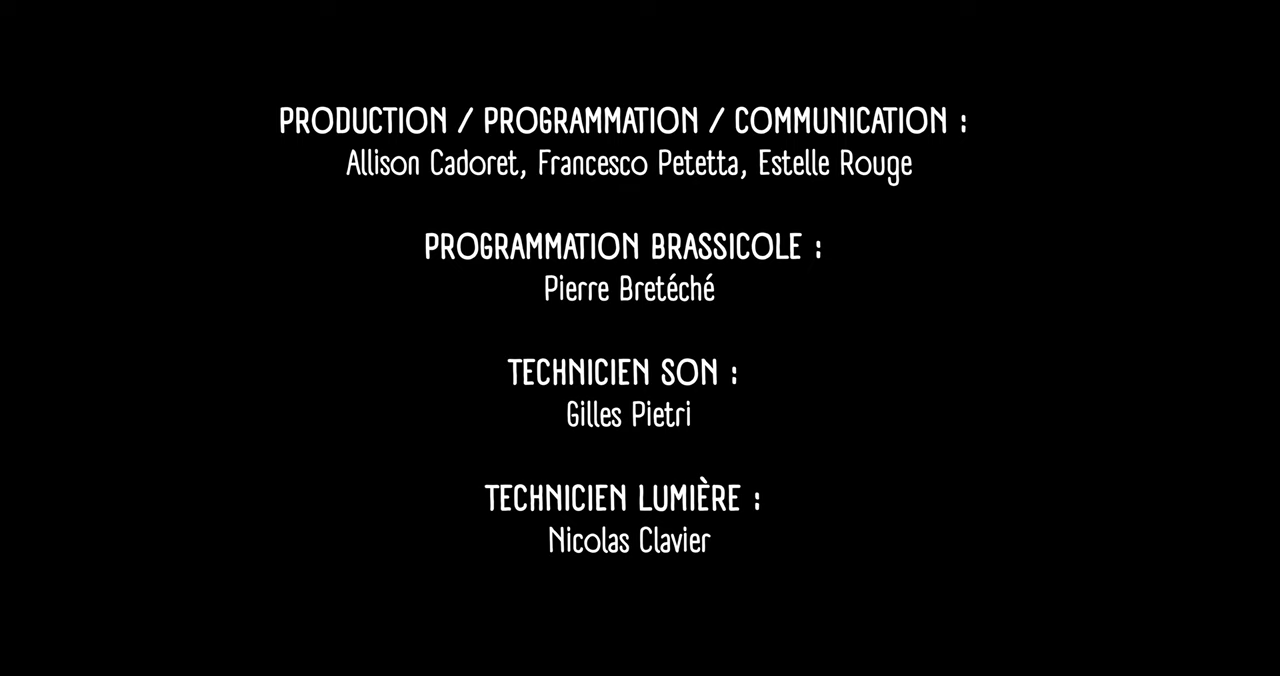 PRODUCTION / PROGRAMMATION / COMMUNICATION :
Allison Cadoret, Francesco Petetta, Estelle Rouge
PROGRAMMATION BRASSICOLE :
Pierre Bretéché
TECHNICIEN SON :
Gilles Pietri
TECHNICIEN LUMIÈRE :
Nicolas Clavier